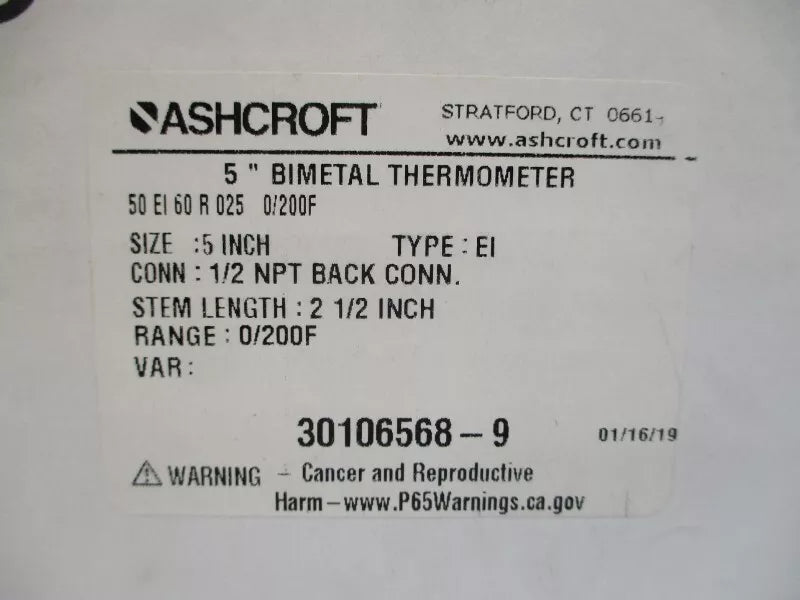 ASHCROFT
STRATFORD, CT 0661
www.ashcroft.com
5 " BIMETAL THERMOMETER
50 EI 60 R 025 0/200F
SIZE :5 INCH TYPE : EI
CONN : 1/2 NPT BACK CONN.
STEM LENGTH : 2 1/2 INCH
RANGE : 0/200F
VAR :
30106568-9 01/16/19
WARNING - Cancer and Reproductive
Harm-www.P65Warnings.ca.gov